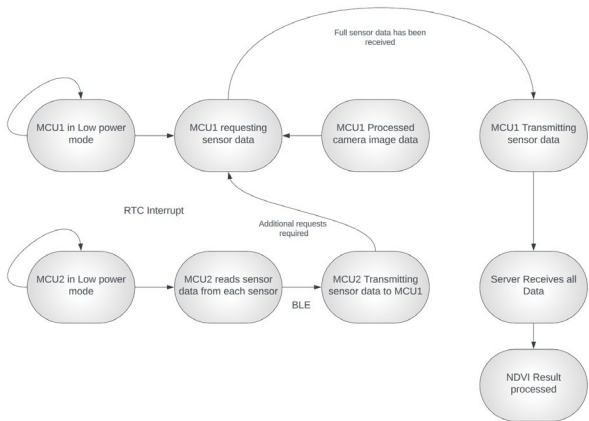 Full sensor data has been
received
MCU1 in Low power
mode
MCU1 requesting
sensor data
MCU1 Processed
camera image data
MCU1 Transmitting
sensor data
RTC Interrupt
Additional requests
required
MCU2 in Low power
mode
MCU2 reads sensor
data from each sensor
BLE
MCU2 Transmitting
sensor data to MCU1
Server Receives all
Data
NDVI Result
processed